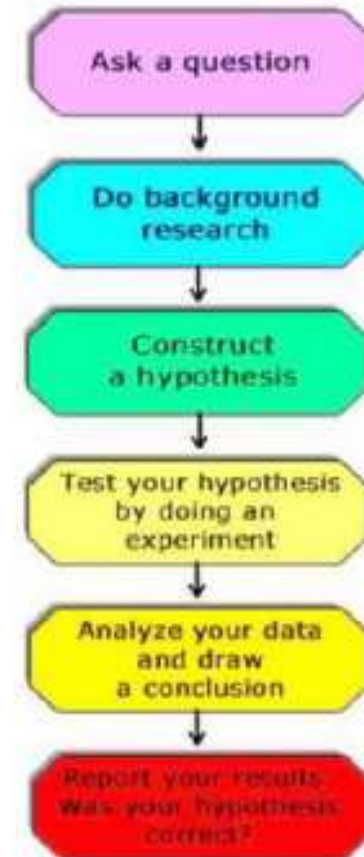 Ask a question
Do background
research
Construct
a hypothesis
Test your hypothesis
by doing an
experiment
Analyze your data
and draw
a conclusion
Report your results
Was your hypothesis
correct?